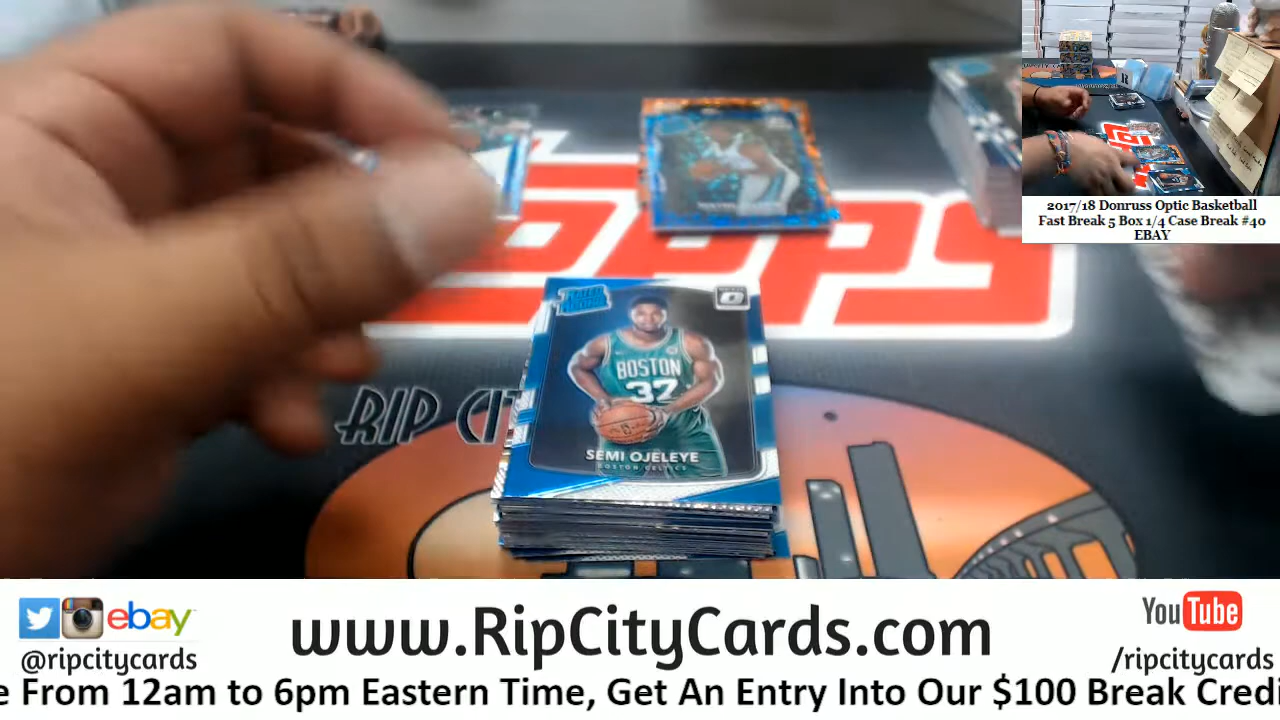 2017/18 Donruss Optic Basketball
Fast Break 5 Box 1/4 Case Break #40
EBAY
RATED ROOKIE
BOSTON
37
SEMI OJELEYE
BOSTON CELTICS
RIP CIT
ebay
@ripcitycards
www.RipCityCards.com
YouTube
/ripcitycards
e From 12am to 6pm Eastern Time, Get An Entry Into Our $100 Break Credi